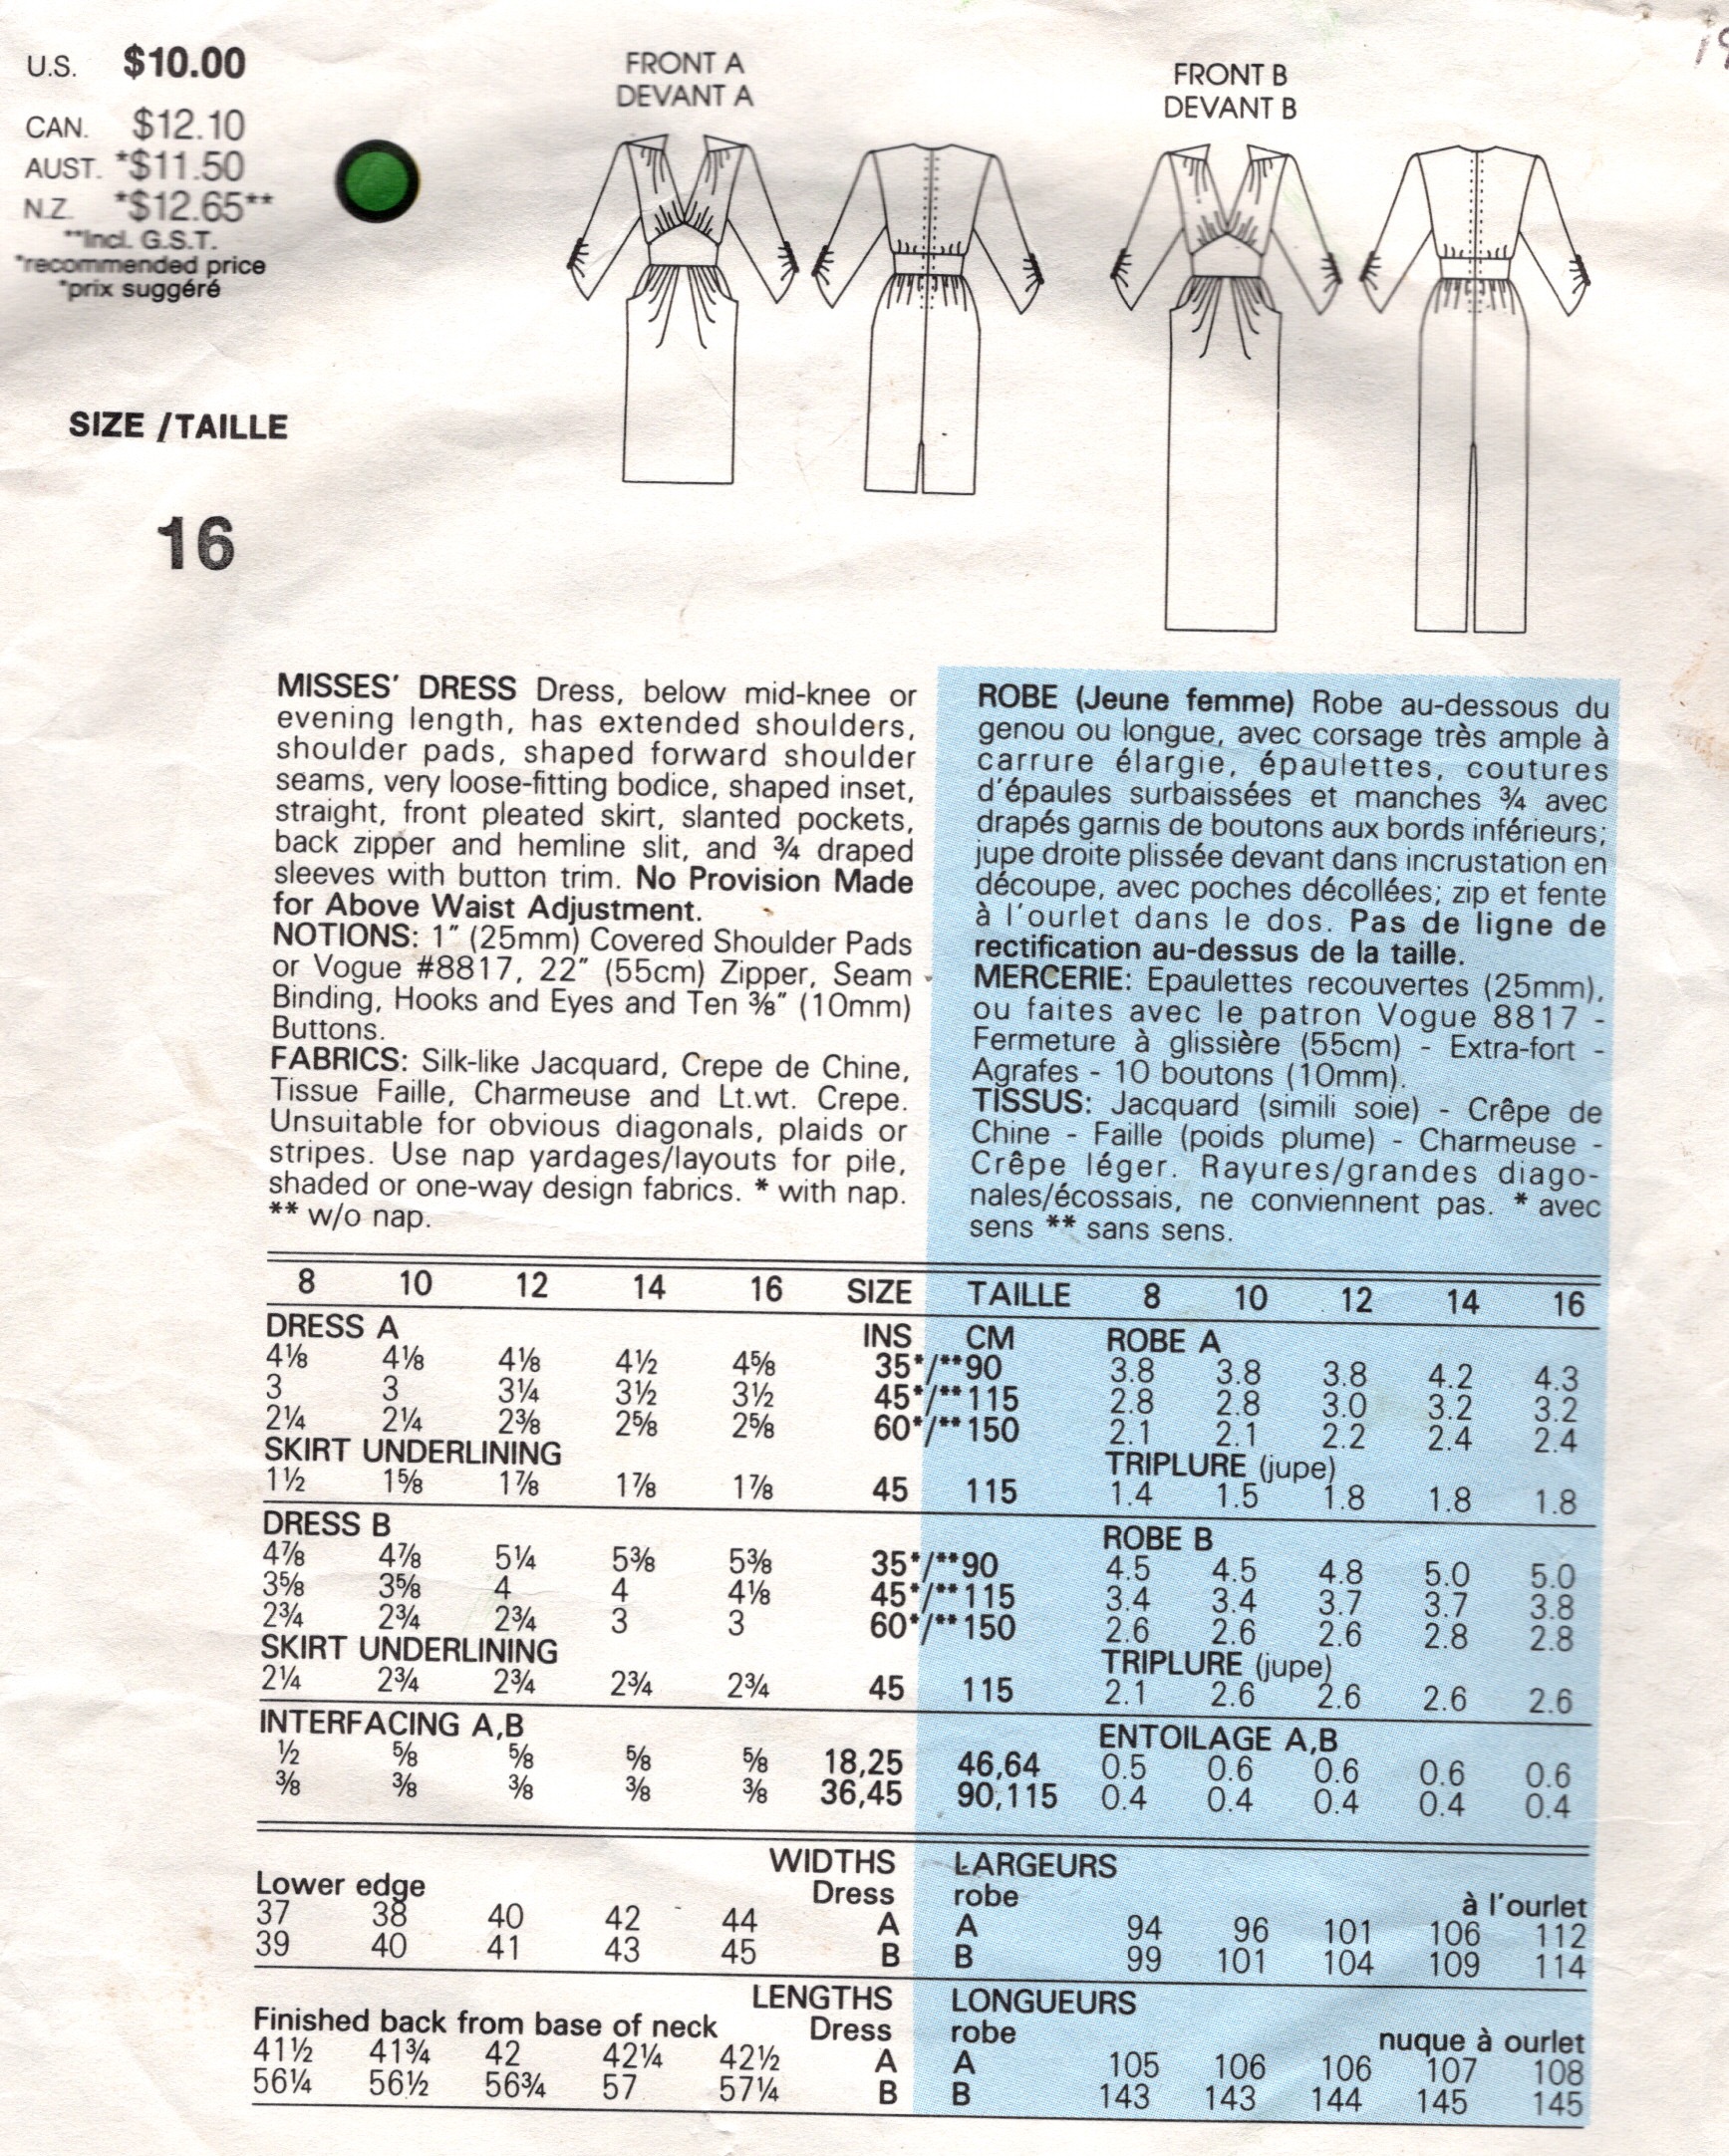 U.S. $10.00
CAN. $12.10
AUST. *$11.50
N.Z. *$12.65**
**Incl. G.S.T.
*recommended price
*prix suggéré
SIZE / TAILLE
16
FRONT A
DEVANT A
FRONT B
DEVANT B
MISSES' DRESS Dress, below mid-knee or
evening length, has extended shoulders,
shoulder pads, shaped forward shoulder
seams, very loose-fitting bodice, shaped inset,
straight, front pleated skirt, slanted pockets,
back zipper and hemline slit, and ¾ draped
sleeves with button trim. No Provision Made
for Above Waist Adjustment.
NOTIONS: 1" (25mm) Covered Shoulder Pads
or Vogue #8817, 22" (55cm) Zipper, Seam
Binding, Hooks and Eyes and Ten ⅜" (10mm)
Buttons.
FABRICS: Silk-like Jacquard, Crepe de Chine,
Tissue Faille, Charmeuse and Lt.wt. Crepe.
Unsuitable for obvious diagonals, plaids or
stripes. Use nap yardages/layouts for pile,
shaded or one-way design fabrics. * with nap.
** w/o nap.
ROBE (Jeune femme) Robe au-dessous du
genou ou longue, avec corsage très ample à
carrure élargie, épaulettes, coutures
d'épaules surbaissées et manches ¾ avec
drapés garnis de boutons aux bords inférieurs;
jupe droite plissée devant dans incrustation en
découpe, avec poches décollées; zip et fente
à l'ourlet dans le dos. Pas de ligne de
rectification au-dessus de la taille.
MERCERIE: Epaulettes recouvertes (25mm),
ou faites avec le patron Vogue 8817 -
Fermeture à glissière (55cm) - Extra-fort -
Agrafes - 10 boutons (10mm).
TISSUS: Jacquard (simili soie) - Crêpe de
Chine - Faille (poids plume) - Charmeuse -
Crêpe léger. Rayures/grandes diago-
nales/écossais, ne conviennent pas. * avec
sens ** sans sens.
8 10 12 14 16 SIZE TAILLE 8 10 12 14 16
DRESS A INS CM ROBE A
4⅛ 4⅛ 4⅛ 4½ 4⅝ 35*/**90 3.8 3.8 3.8 4.2 4.3
3 3 3¼ 3½ 3½ 45*/**115 2.8 2.8 3.0 3.2 3.2
2¼ 2¼ 2⅜ 2⅝ 2⅝ 60*/**150 2.1 2.1 2.2 2.4 2.4
SKIRT UNDERLINING TRIPLURE (jupe)
1½ 1⅝ 1⅞ 1⅞ 1⅞ 45 115 1.4 1.5 1.8 1.8 1.8
DRESS B ROBE B
4⅞ 4⅞ 5¼ 5⅜ 5⅜ 35*/**90 4.5 4.5 4.8 5.0 5.0
3⅝ 3⅝ 4 4 4⅛ 45*/**115 3.4 3.4 3.7 3.7 3.8
2¾ 2¾ 2¾ 3 3 60*/**150 2.6 2.6 2.6 2.8 2.8
SKIRT UNDERLINING TRIPLURE (jupe)
2¼ 2¾ 2¾ 2¾ 2¾ 45 115 2.1 2.6 2.6 2.6 2.6
INTERFACING A,B ENTOILAGE A,B
½ ⅝ ⅝ ⅝ ⅝ 18,25 46,64 0.5 0.6 0.6 0.6 0.6
⅜ ⅜ ⅜ ⅜ ⅜ 36,45 90,115 0.4 0.4 0.4 0.4 0.4
WIDTHS LARGEURS
Lower edge Dress robe à l'ourlet
37 38 40 42 44 A A 94 96 101 106 112
39 40 41 43 45 B B 99 101 104 109 114
LENGTHS LONGUEURS
Finished back from base of neck Dress robe nuque à ourlet
41½ 41¾ 42 42¼ 42½ A A 105 106 106 107 108
56¼ 56½ 56¾ 57 57¼ B B 143 143 144 145 145